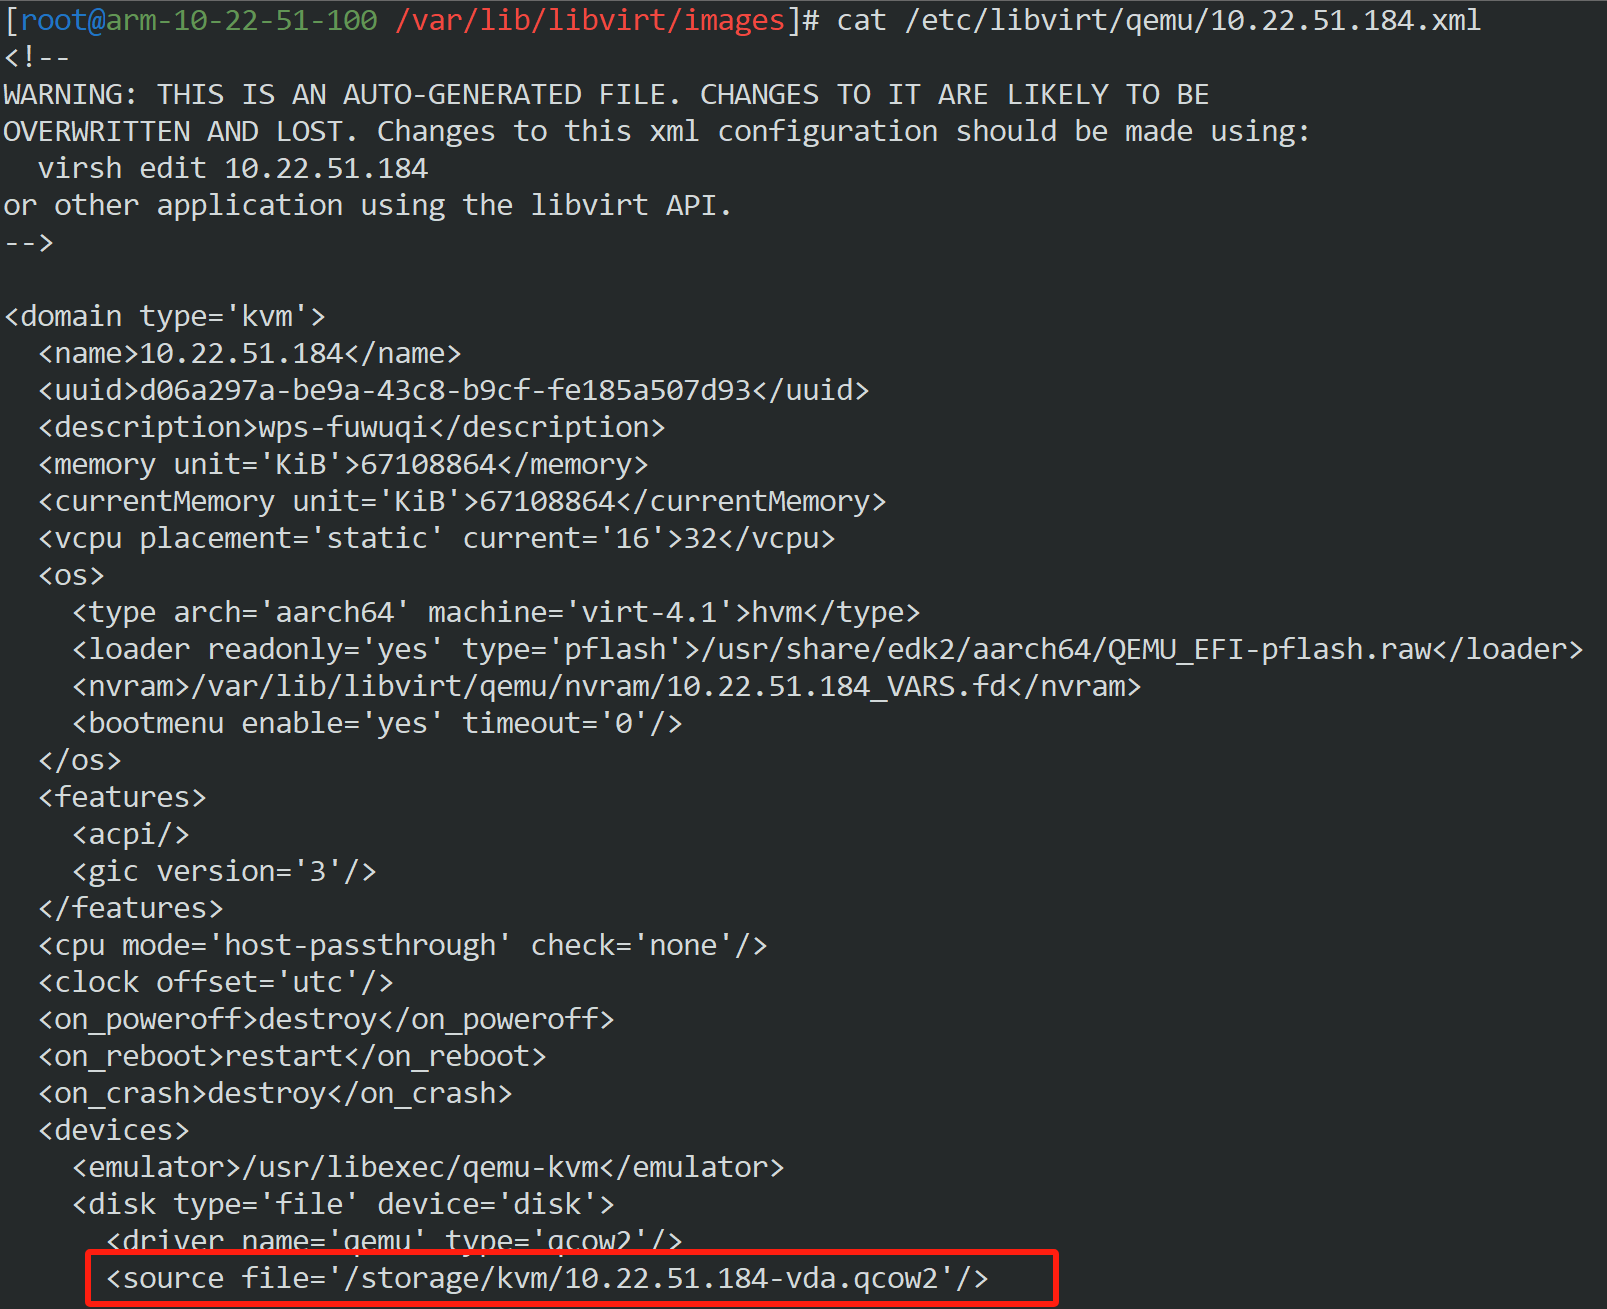 [root@arm-10-22-51-100 /var/lib/libvirt/images]# cat /etc/libvirt/qemu/10.22.51.184.xml
<!--
WARNING: THIS IS AN AUTO-GENERATED FILE. CHANGES TO IT ARE LIKELY TO BE
OVERWRITTEN AND LOST. Changes to this xml configuration should be made using:
  virsh edit 10.22.51.184
or other application using the libvirt API.
-->

<domain type='kvm'>
  <name>10.22.51.184</name>
  <uuid>d06a297a-be9a-43c8-b9cf-fe185a507d93</uuid>
  <description>wps-fuwuqi</description>
  <memory unit='KiB'>67108864</memory>
  <currentMemory unit='KiB'>67108864</currentMemory>
  <vcpu placement='static' current='16'>32</vcpu>
  <os>
    <type arch='aarch64' machine='virt-4.1'>hvm</type>
    <loader readonly='yes' type='pflash'>/usr/share/edk2/aarch64/QEMU_EFI-pflash.raw</loader>
    <nvram>/var/lib/libvirt/qemu/nvram/10.22.51.184_VARS.fd</nvram>
    <bootmenu enable='yes' timeout='0'/>
  </os>
  <features>
    <acpi/>
    <gic version='3'/>
  </features>
  <cpu mode='host-passthrough' check='none'/>
  <clock offset='utc'/>
  <on_poweroff>destroy</on_poweroff>
  <on_reboot>restart</on_reboot>
  <on_crash>destroy</on_crash>
  <devices>
    <emulator>/usr/libexec/qemu-kvm</emulator>
    <disk type='file' device='disk'>
      <driver name='qemu' type='qcow2'/>
      <source file='/storage/kvm/10.22.51.184-vda.qcow2'/>